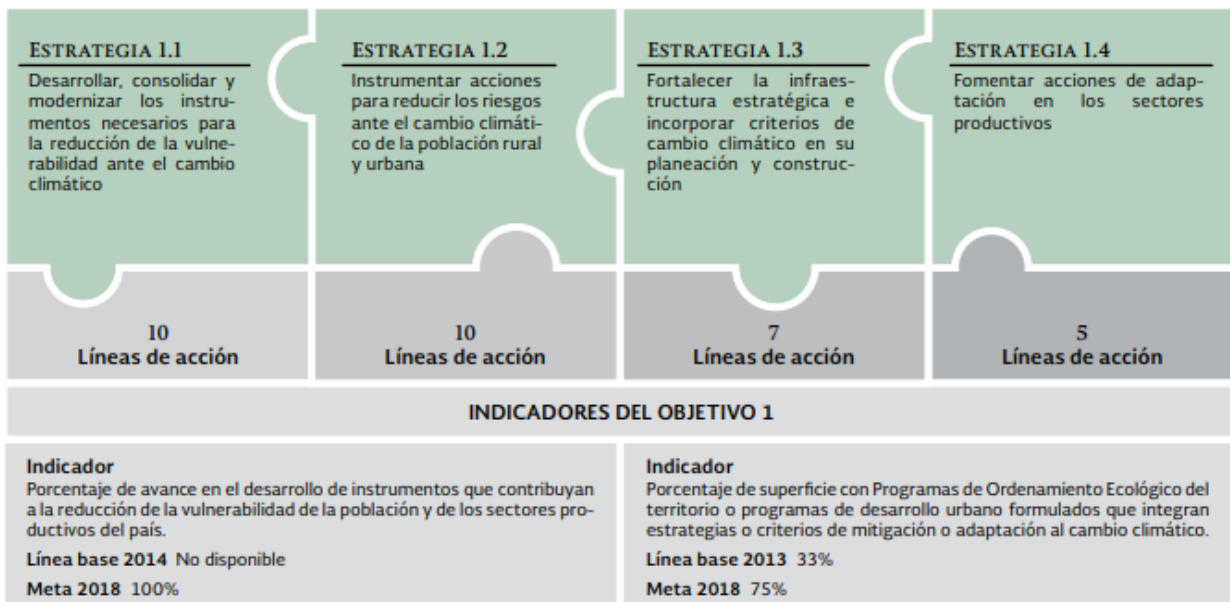 ESTRATEGIA 1.1
Desarrollar, consolidar y
modernizar los instru-
mentos necesarios para
la reducción de la vulne-
rabilidad ante el cambio
climático
ESTRATEGIA 1.2
Instrumentar acciones
para reducir los riesgos
ante el cambio climáti-
co de la población rural
y urbana
ESTRATEGIA 1.3
Fortalecer la infraes-
tructura estratégica e
incorporar criterios de
cambio climático en su
planeación y construc-
ción
ESTRATEGIA 1.4
Fomentar acciones de adap-
tación en los sectores
productivos
10
Líneas de acción
10
Líneas de acción
7
Líneas de acción
5
Líneas de acción
INDICADORES DEL OBJETIVO 1
Indicador
Porcentaje de avance en el desarrollo de instrumentos que contribuyan
a la reducción de la vulnerabilidad de la población y de los sectores pro-
ductivos del país.
Línea base 2014 No disponible
Meta 2018 100%
Indicador
Porcentaje de superficie con Programas de Ordenamiento Ecológico del
territorio o programas de desarrollo urbano formulados que integran
estrategias o criterios de mitigación o adaptación al cambio climático.
Línea base 2013 33%
Meta 2018 75%